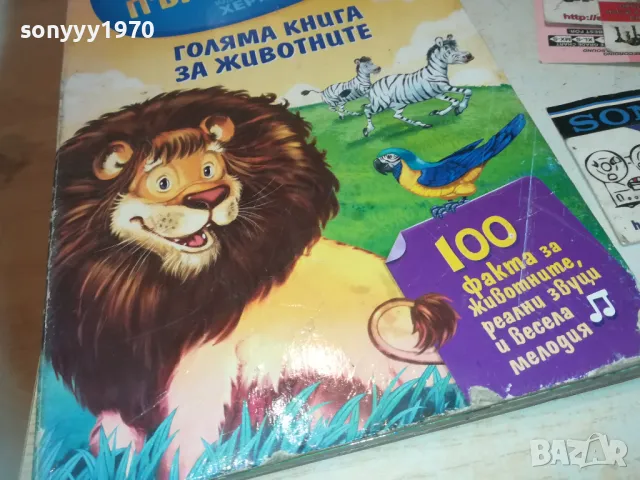 sonyyy1970
ГОЛЯМА КНИГА
ЗА ЖИВОТНИТЕ
100
факта за
животните,
реални звуци
и весела
мелодия
BAZAR